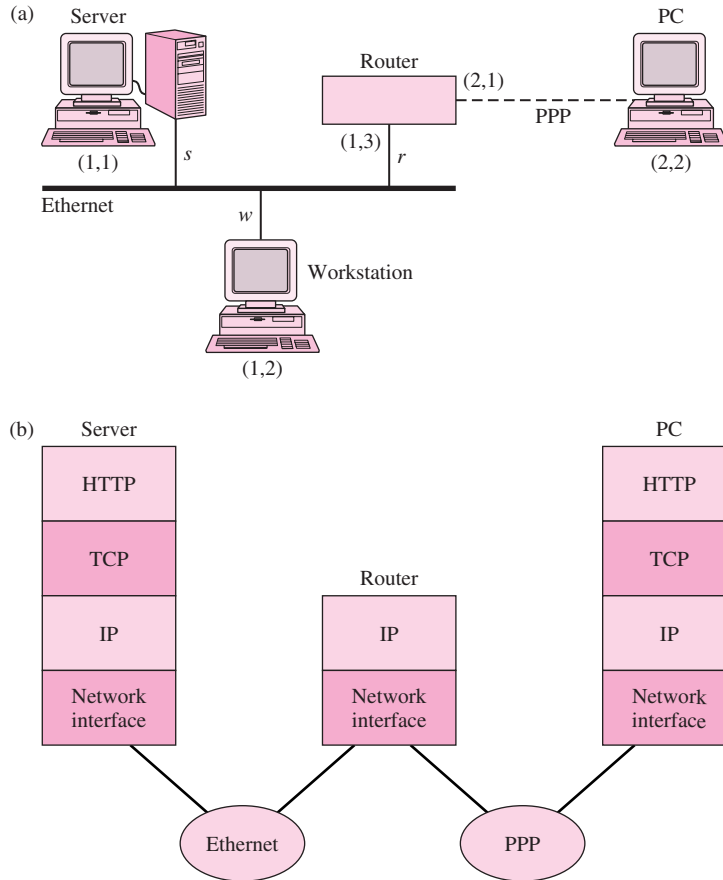 (a)
Server
PC
Router
(2,1)
PPP
(1,1)
s
(1,3)
r
(2,2)
Ethernet
w
Workstation
(1,2)
(b)
Server
PC
HTTP
HTTP
TCP
TCP
Router
IP
IP
IP
Network
interface
Network
interface
Network
interface
Ethernet
PPP